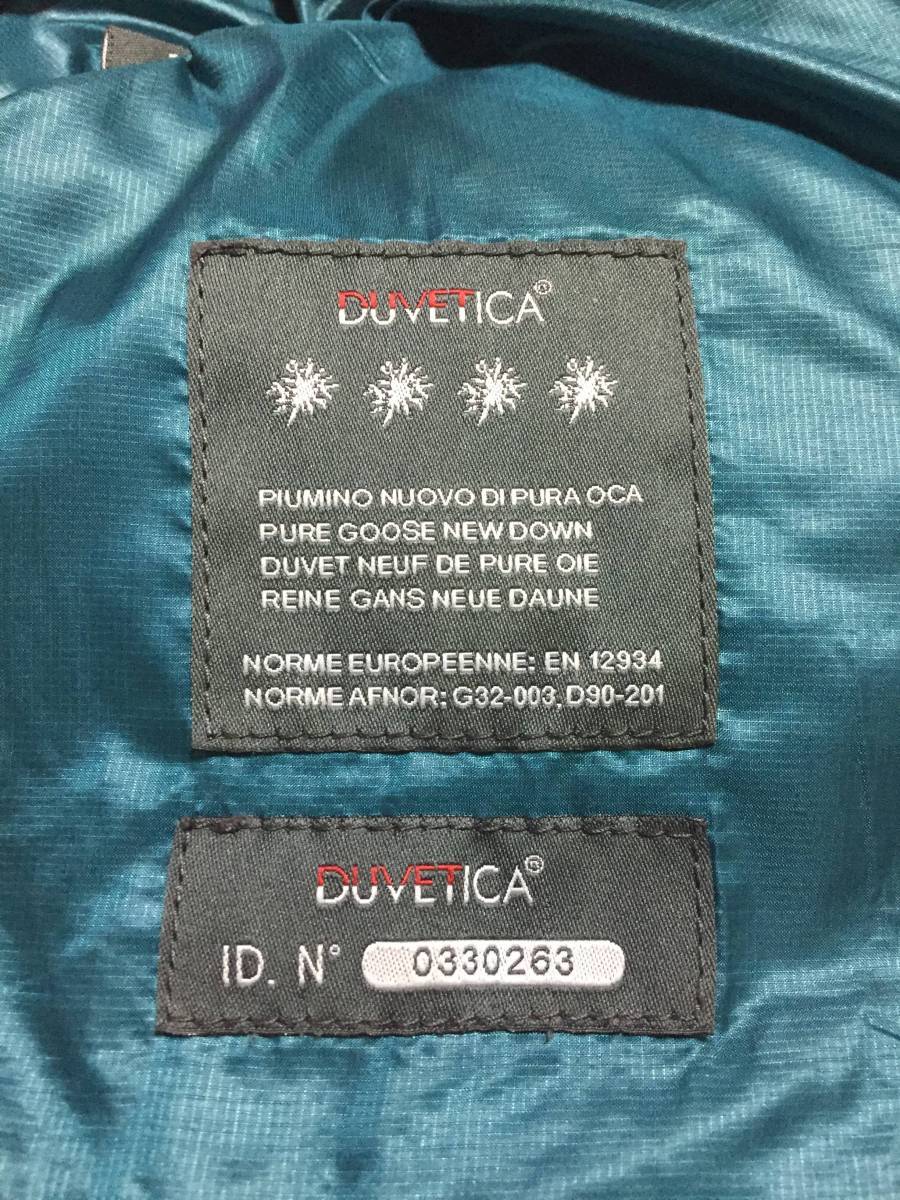 DUVETICA®
PIUMINO NUOVO DI PURA OCA
PURE GOOSE NEW DOWN
DUVET NEUF DE PURE OIE
REINE GANS NEUE DAUNE
NORME EUROPEENNE: EN 12934
NORME AFNOR: G32-003, D90-201
DUVETICA®
ID. N° 0330263